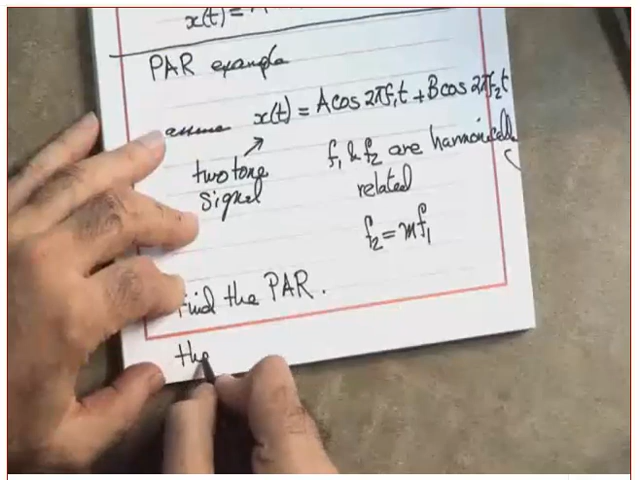 x(t) = A
PAR example
assume x(t) = A cos 2πf₁t + B cos 2πf₂t
two tone signal
f₁ & f₂ are harmonically related
f₂ = mf₁
Find the PAR.
the